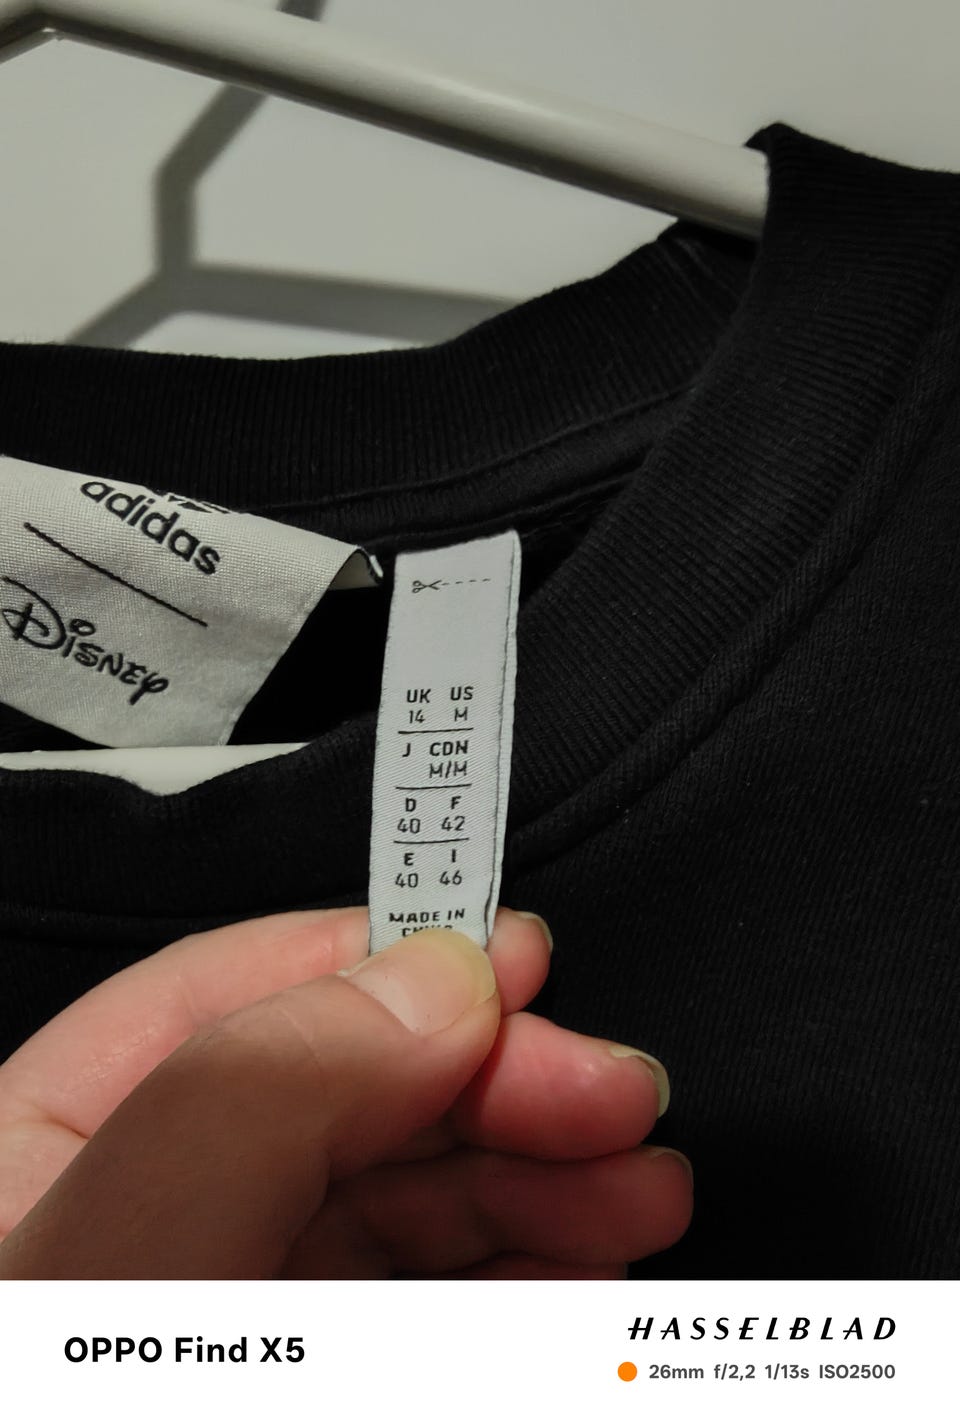 adidas
Disney
UK US
14 M
J CDN
M/M
D F
40 42
E I
40 46
MADE IN
OPPO Find X5
HASSELBLAD
26mm f/2,2 1/13s ISO2500